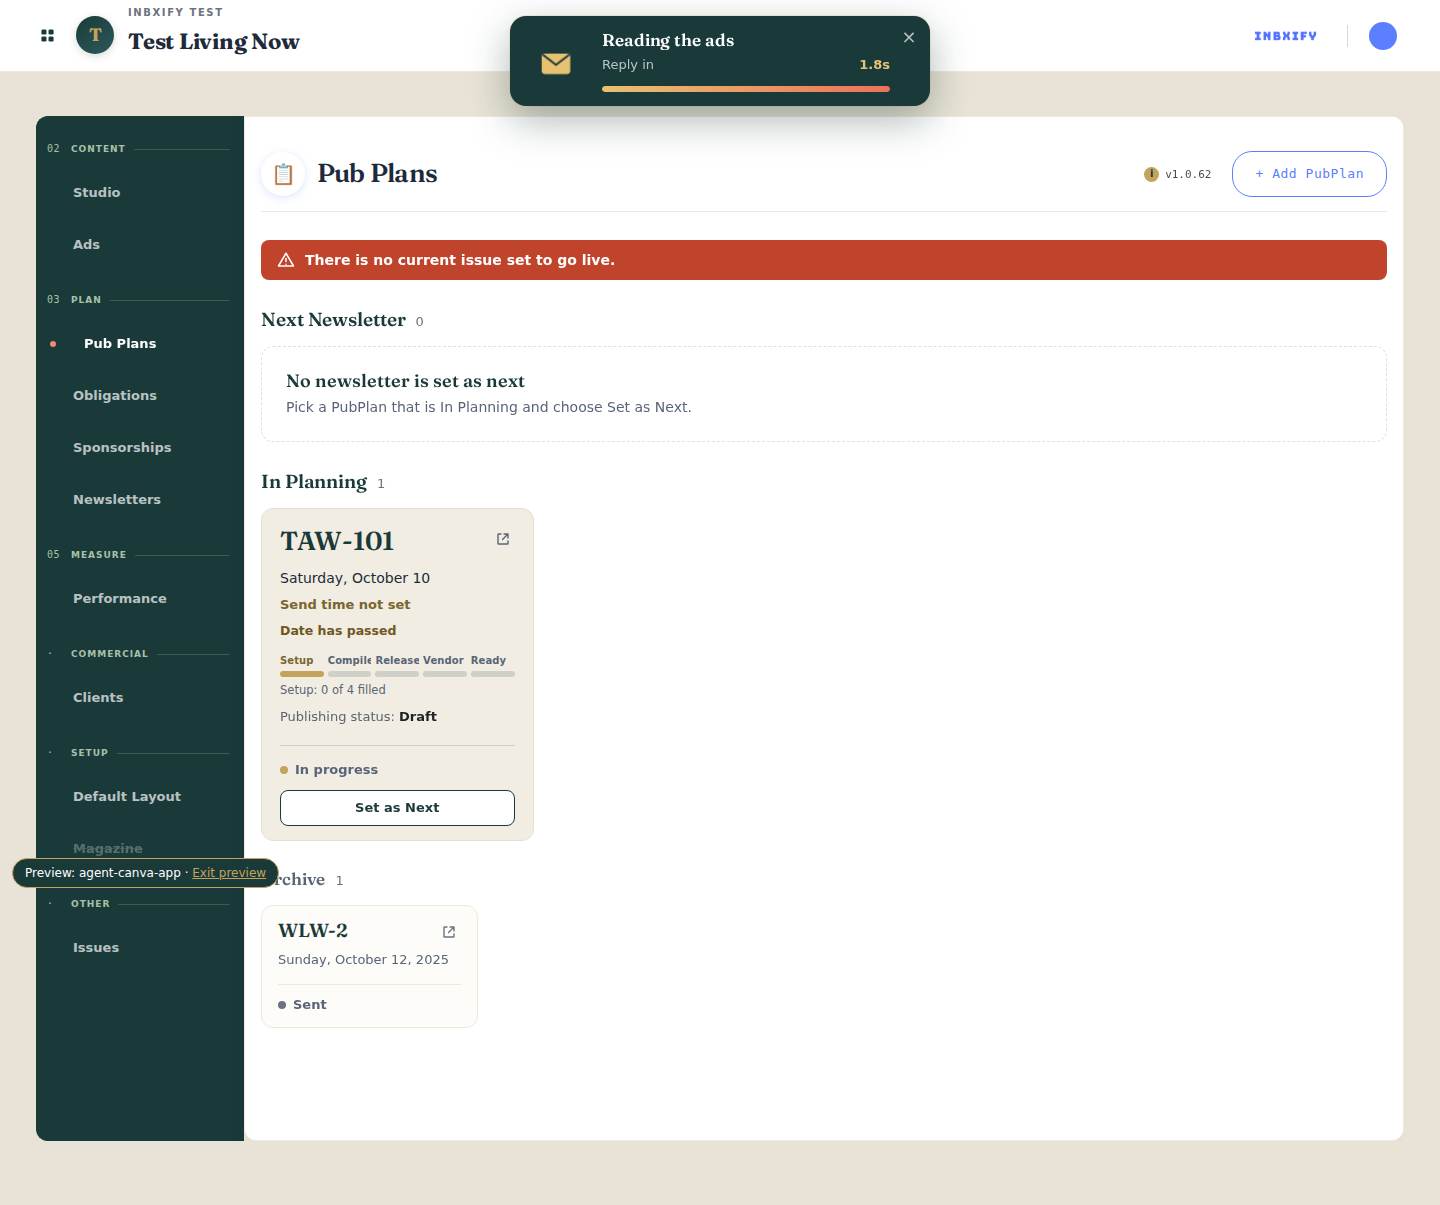 INBXIFY TEST
T
Test Living Now
Reading the ads
Reply in
1.8s
INBXIFY
02 CONTENT
Studio
Ads
03 PLAN
Pub Plans
Obligations
Sponsorships
Newsletters
05 MEASURE
Performance
· COMMERCIAL
Clients
· SETUP
Default Layout
Magazine
Preview: agent-canva-app · Exit preview
· OTHER
Issues
Pub Plans
i v1.0.62
+ Add PubPlan
There is no current issue set to go live.
Next Newsletter 0
No newsletter is set as next
Pick a PubPlan that is In Planning and choose Set as Next.
In Planning 1
TAW-101
Saturday, October 10
Send time not set
Date has passed
Setup Compile Release Vendor Ready
Setup: 0 of 4 filled
Publishing status: Draft
In progress
Set as Next
rchive 1
WLW-2
Sunday, October 12, 2025
Sent